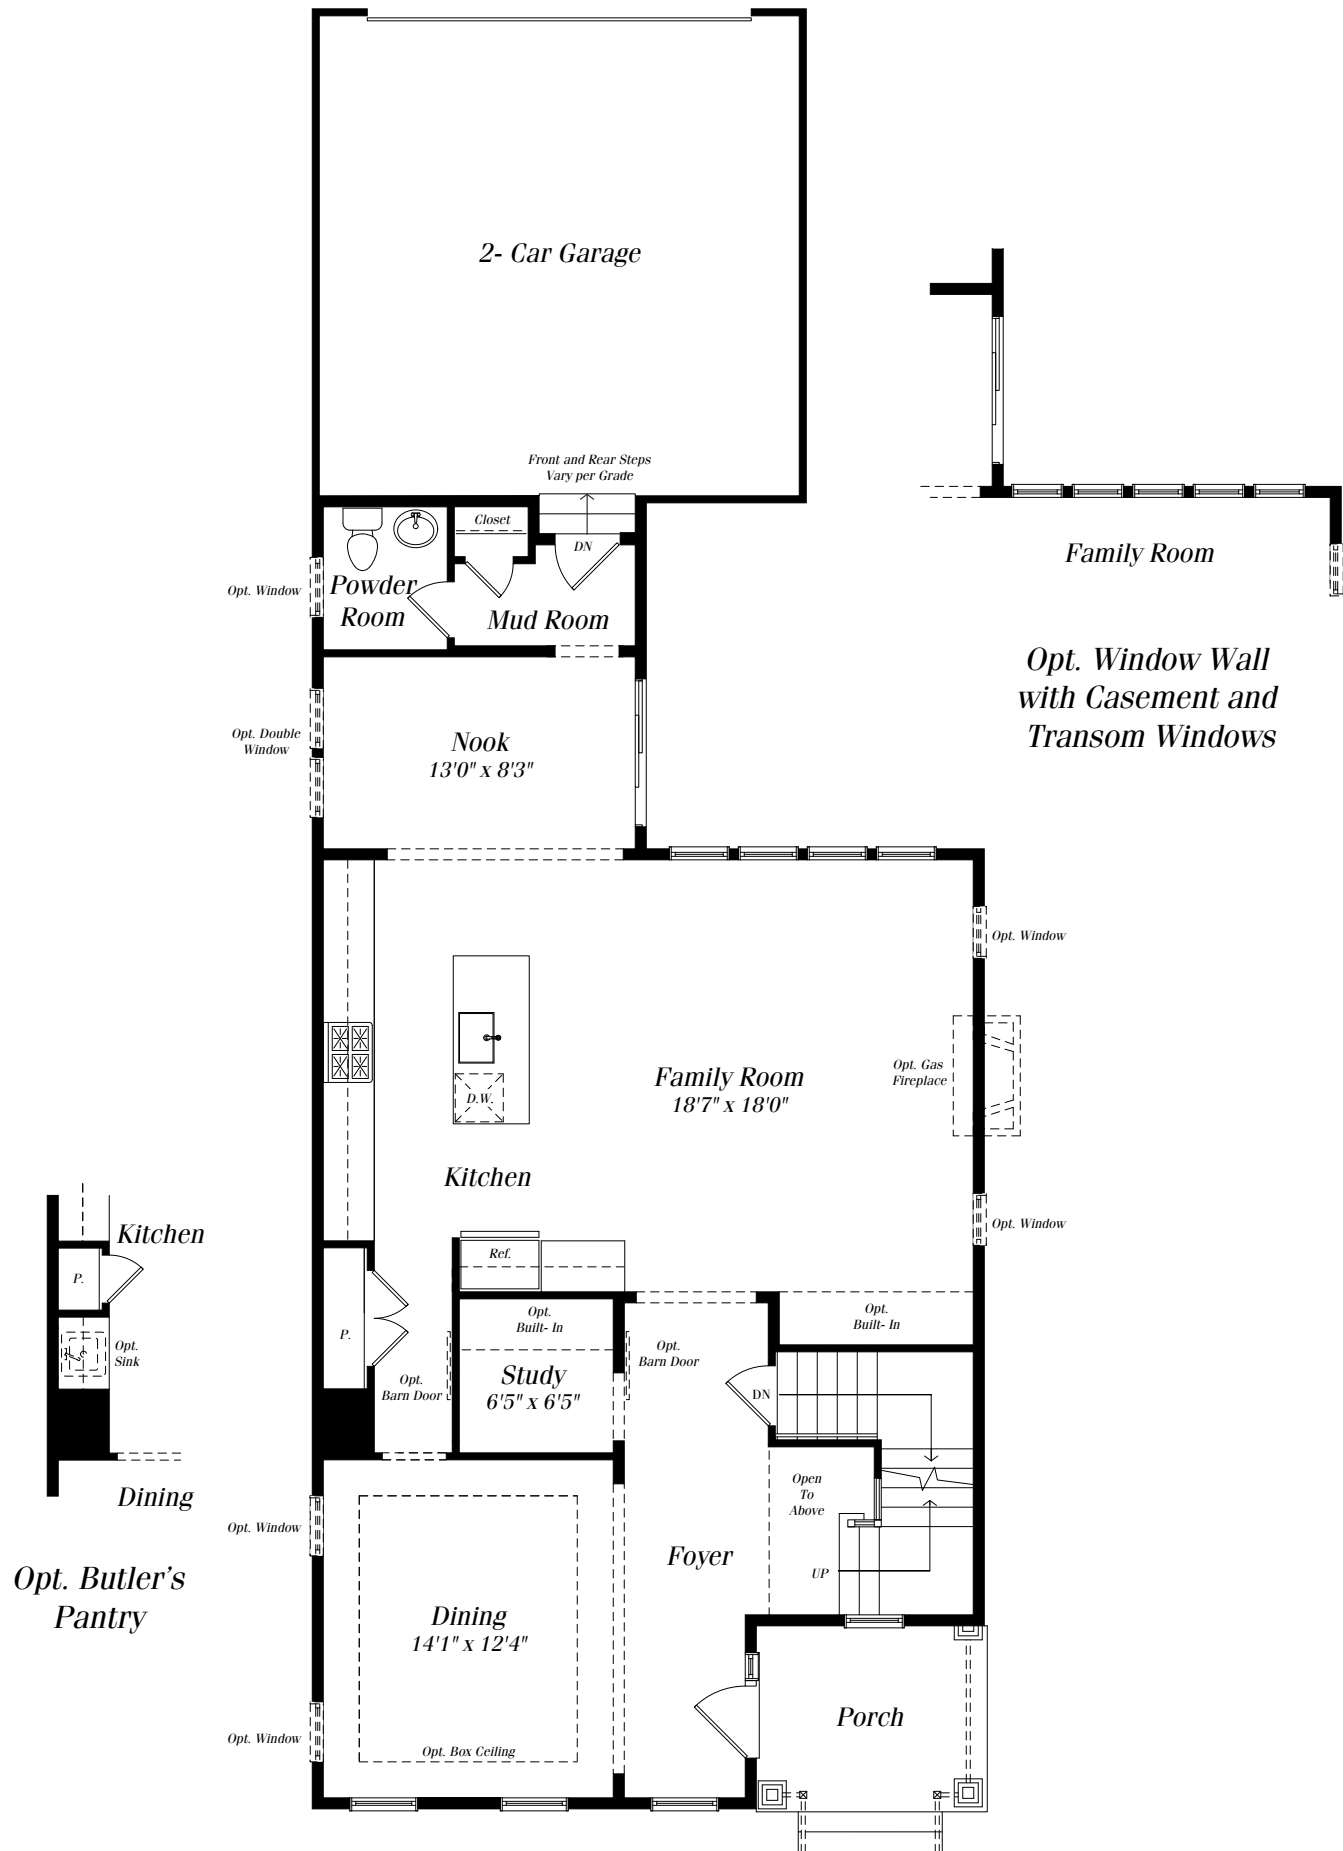 2- Car Garage
Front and Rear Steps
Vary per Grade
Closet
DN
Powder
Room
Mud Room
Opt. Window
Family Room
Opt. Window Wall
with Casement and
Transom Windows
Opt. Double
Window
Nook
13'0" x 8'3"
Opt. Window
Opt. Gas
Fireplace
Family Room
18'7" x 18'0"
D.W.
Kitchen
Opt. Window
Ref.
Kitchen
P.
Opt.
Sink
Dining
Opt. Butler's
Pantry
P.
Opt.
Built- In
Opt.
Built- In
Opt.
Barn Door
Study
6'5" x 6'5"
Opt.
Barn Door
DN
Open
To
Above
Opt. Window
Foyer
UP
Dining
14'1" x 12'4"
Porch
Opt. Window
Opt. Box Ceiling